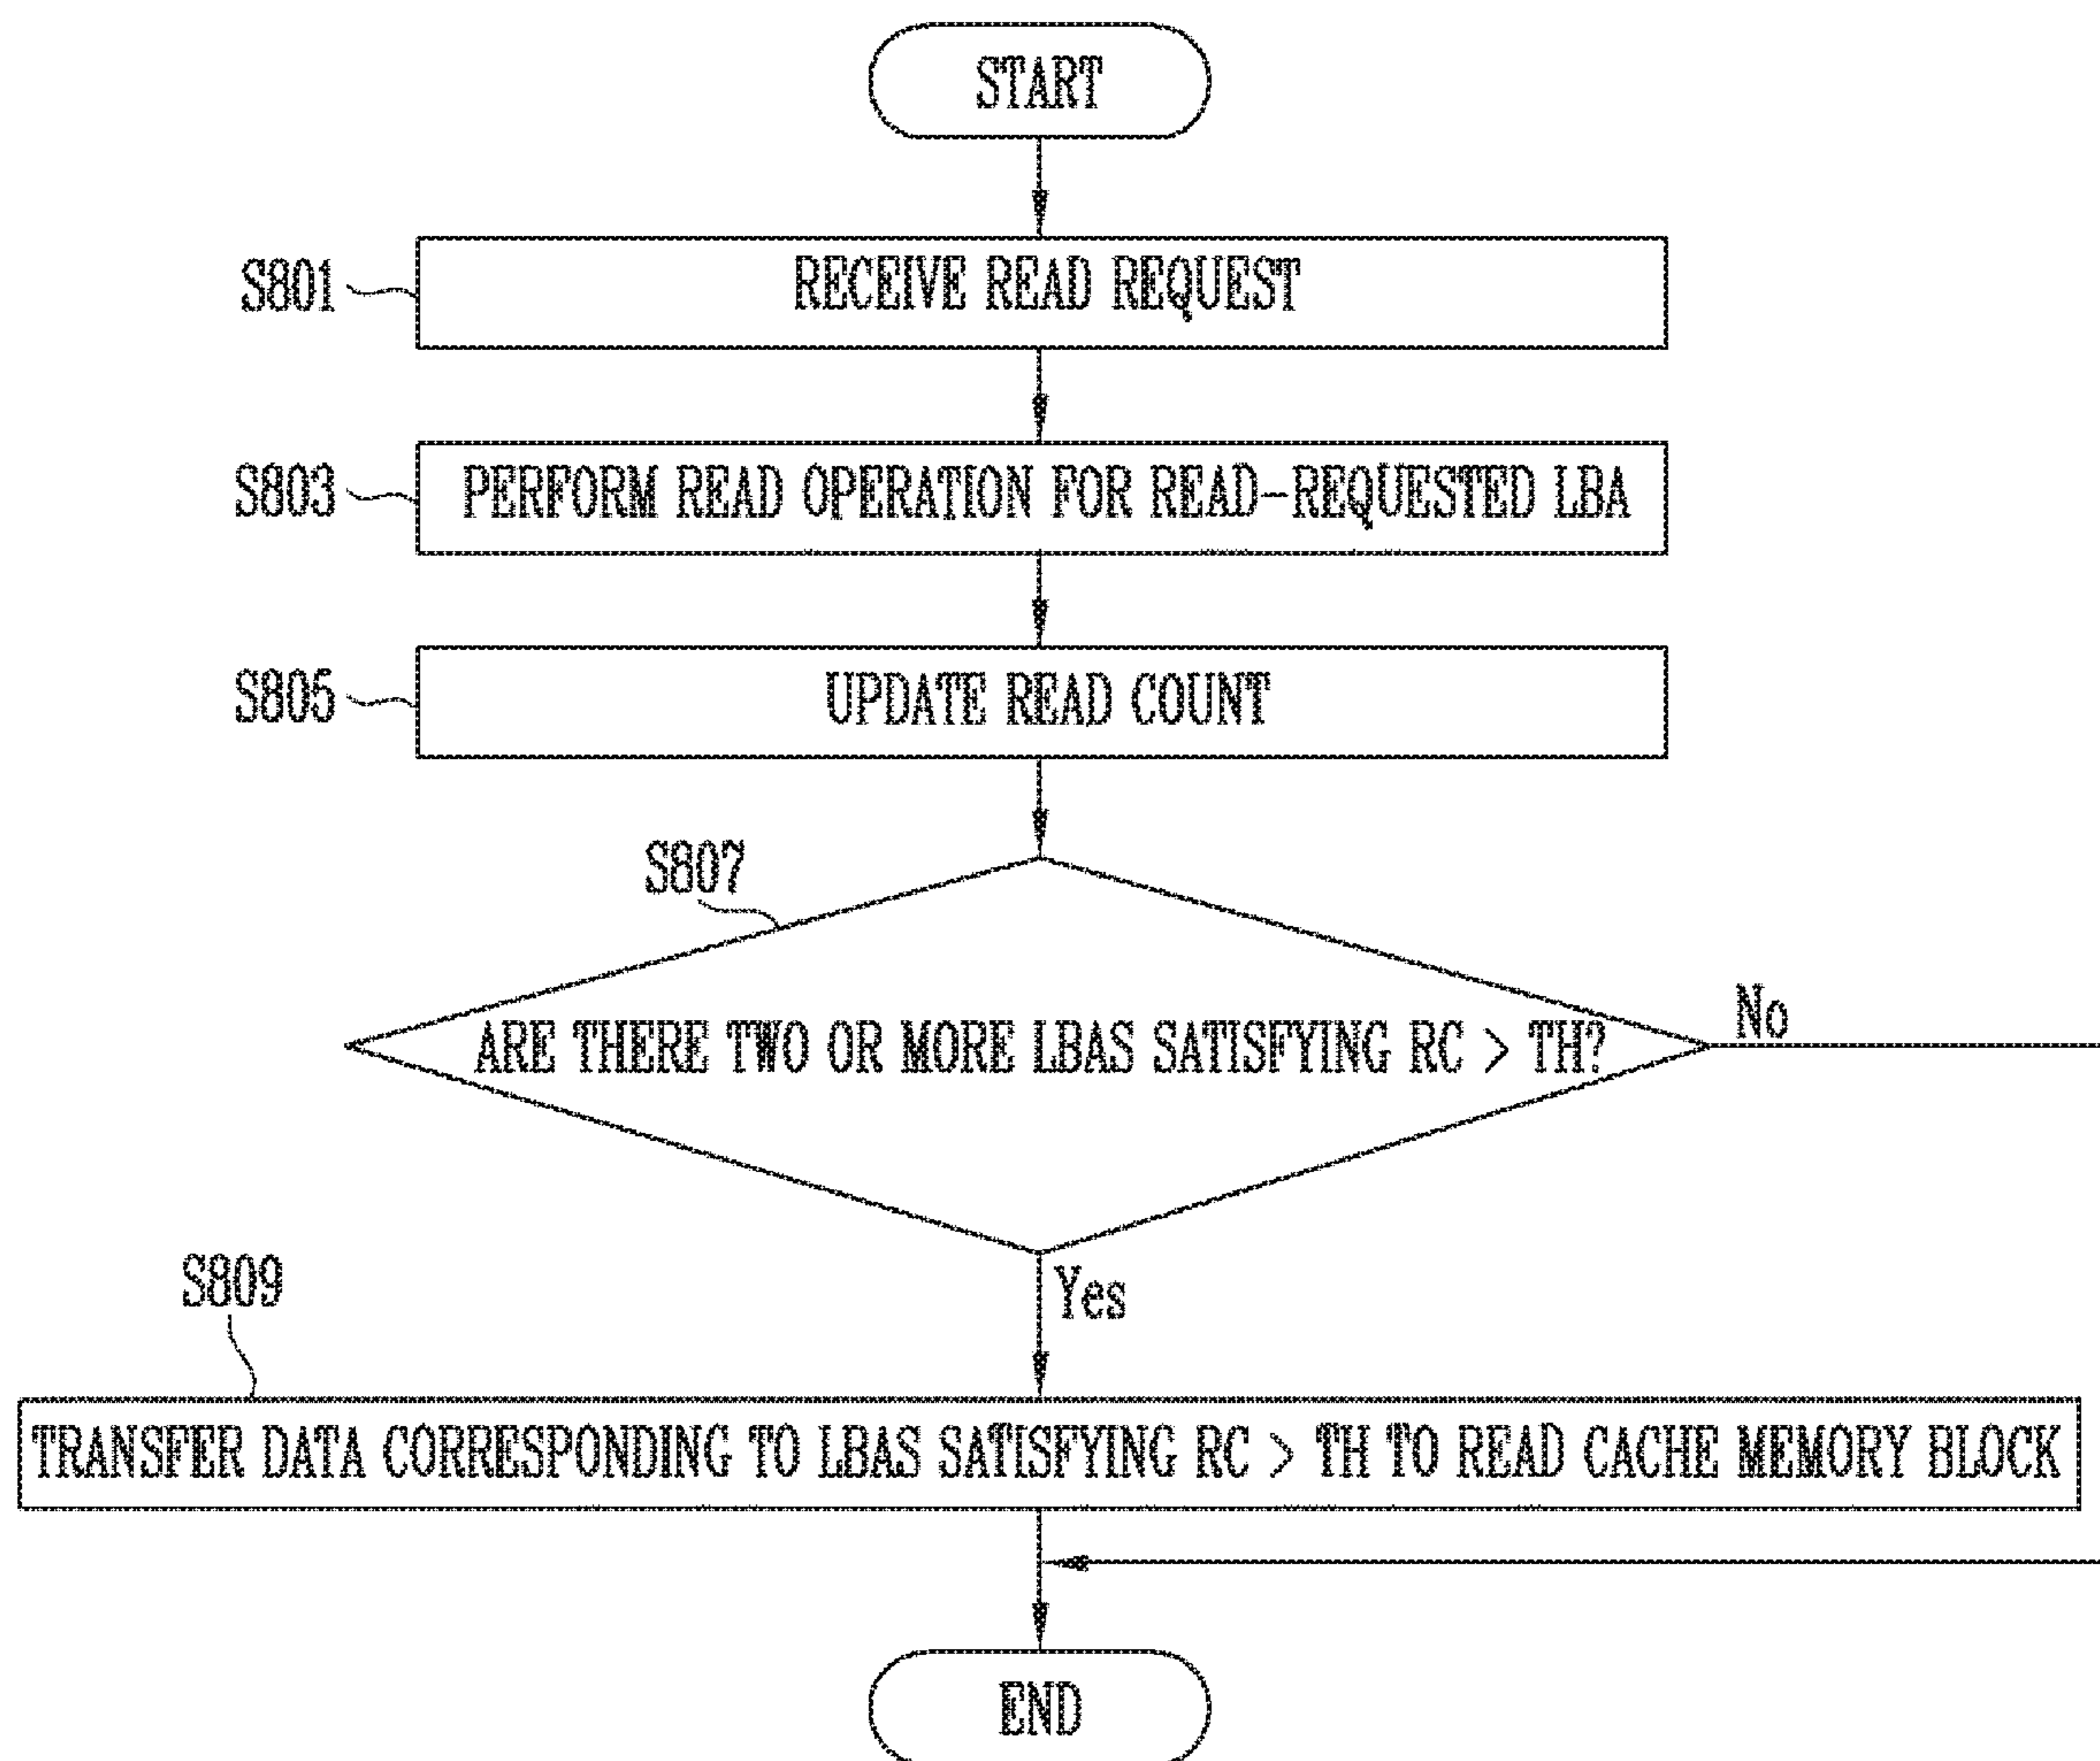 START
S801
RECEIVE READ REQUEST
S803
PERFORM READ OPERATION FOR READ-REQUESTED LBA
S805
UPDATE READ COUNT
S807
ARE THERE TWO OR MORE LBAS SATISFYING RC > TH?
No
Yes
S809
TRANSFER DATA CORRESPONDING TO LBAS SATISFYING RC > TH TO READ CACHE MEMORY BLOCK
END